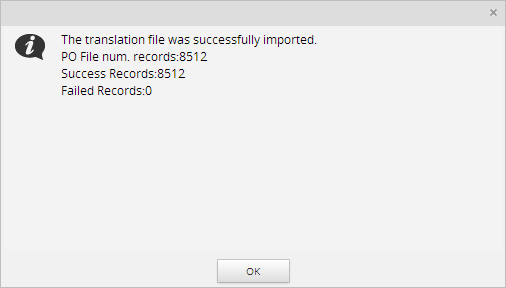 The translation file was successfully imported.
PO File num. records:8512
Success Records:8512
Failed Records:0
OK